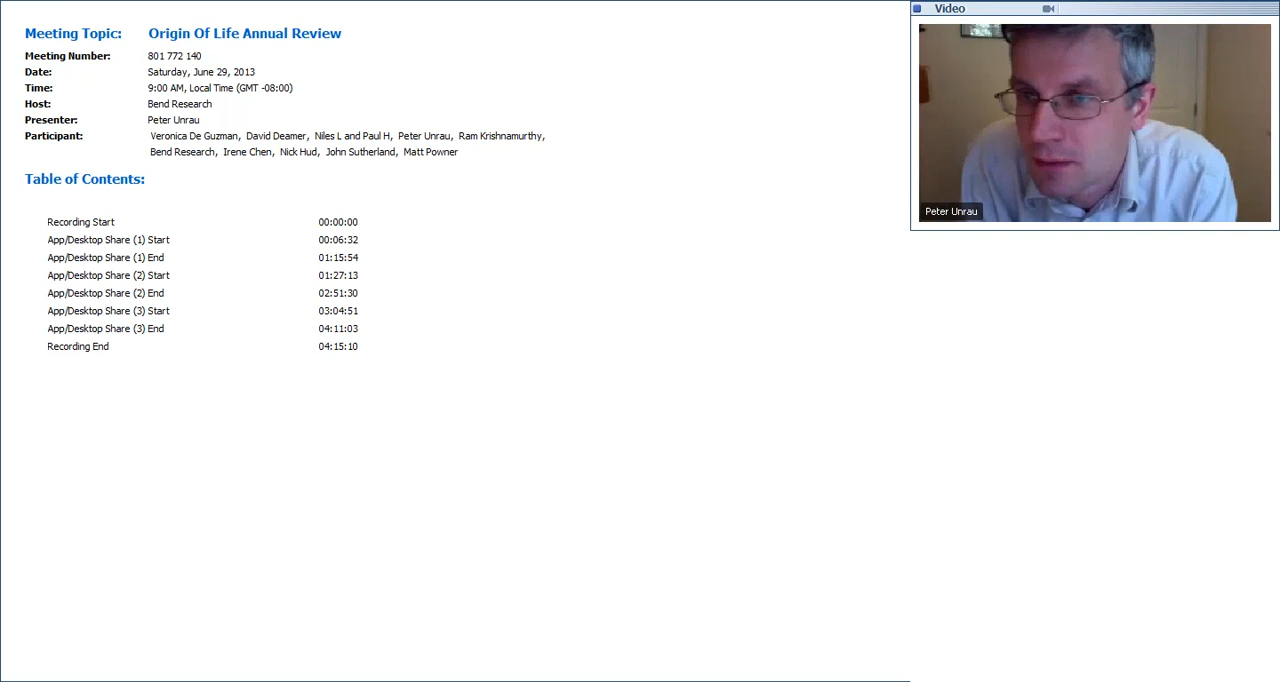 Meeting Topic: Origin Of Life Annual Review
Meeting Number: 801 772 140
Date: Saturday, June 29, 2013
Time: 9:00 AM, Local Time (GMT -08:00)
Host: Bend Research
Presenter: Peter Unrau
Participant: Veronica De Guzman, David Deamer, Niles L and Paul H, Peter Unrau, Ram Krishnamurthy,
Bend Research, Irene Chen, Nick Hud, John Sutherland, Matt Powner
Table of Contents:
Recording Start 00:00:00
App/Desktop Share (1) Start 00:06:32
App/Desktop Share (1) End 01:15:54
App/Desktop Share (2) Start 01:27:13
App/Desktop Share (2) End 02:51:30
App/Desktop Share (3) Start 03:04:51
App/Desktop Share (3) End 04:11:03
Recording End 04:15:10
Video
Peter Unrau